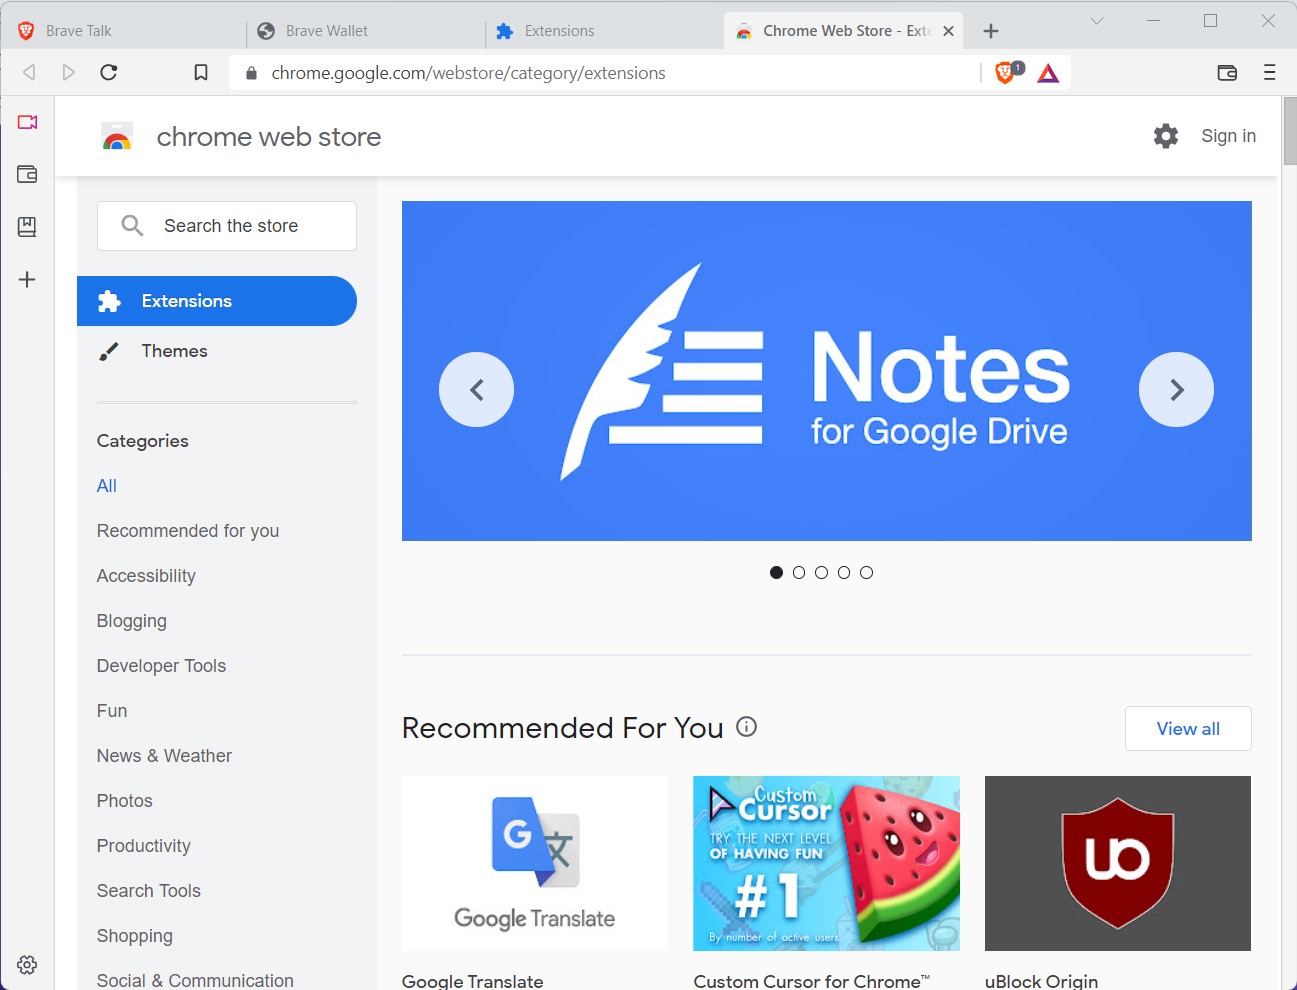 Brave Talk
Brave Wallet
Extensions
Chrome Web Store - Exte
chrome.google.com/webstore/category/extensions
1
chrome web store
Sign in
Search the store
Extensions
Themes
Categories
All
Recommended for you
Accessibility
Blogging
Developer Tools
Fun
News & Weather
Photos
Productivity
Search Tools
Shopping
Social & Communication
Notes
for Google Drive
Recommended For You
View all
G
Google Translate
Custom
Cursor
TRY THE NEXT LEVEL
OF HAVING FUN
#1
By number of active users
uo
Google Translate
Custom Cursor for Chrome™
uBlock Origin